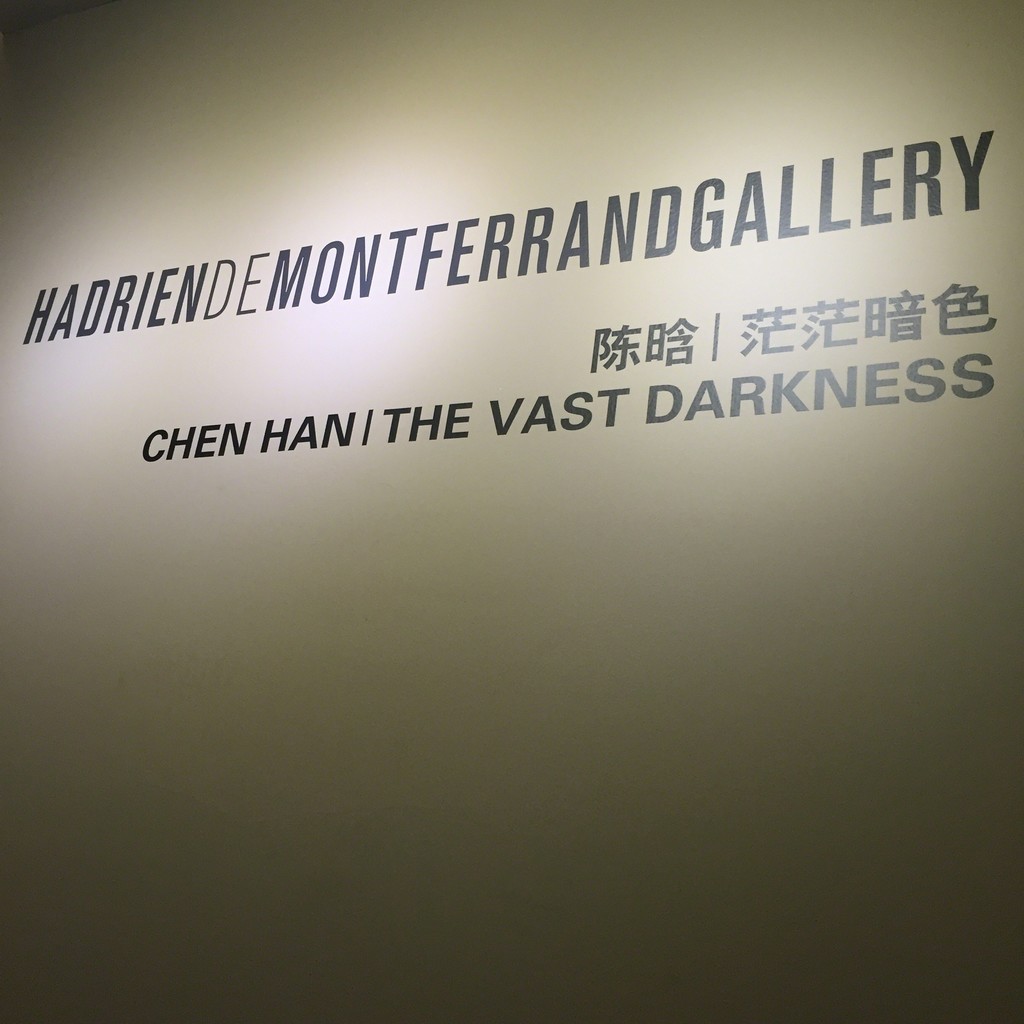 HADRIENDEMONTFERRANDGALLERY
陈晗 | 茫茫暗色
CHEN HAN | THE VAST DARKNESS